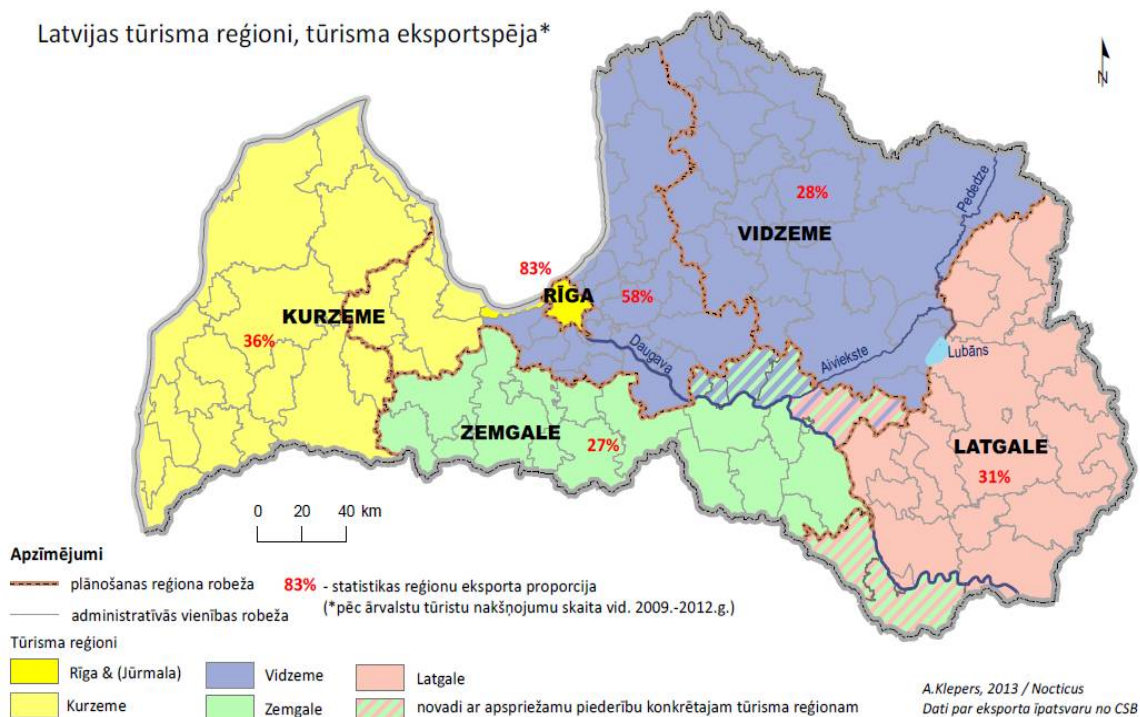 Latvijas tūrisma reģioni, tūrisma eksportspēja*
N
Pededze
28%
VIDZEME
83%
RĪGA
58%
KURZEME
36%
Daugava
Aiviekste
Lubāns
ZEMGALE
27%
LATGALE
31%
0 20 40 km
Apzīmējumi
plānošanas reģiona robeža
83% - statistikas reģionu eksporta proporcija
(*pēc ārvalstu tūristu nakšņojumu skaita vid. 2009.-2012.g.)
administratīvās vienības robeža
Tūrisma reģioni
Rīga & (Jūrmala)
Vidzeme
Latgale
Kurzeme
Zemgale
novadi ar apspriežamu piederību konkrētajam tūrisma reģionam
A.Klepers, 2013 / Nocticus
Dati par eksporta īpatsvaru no CSB